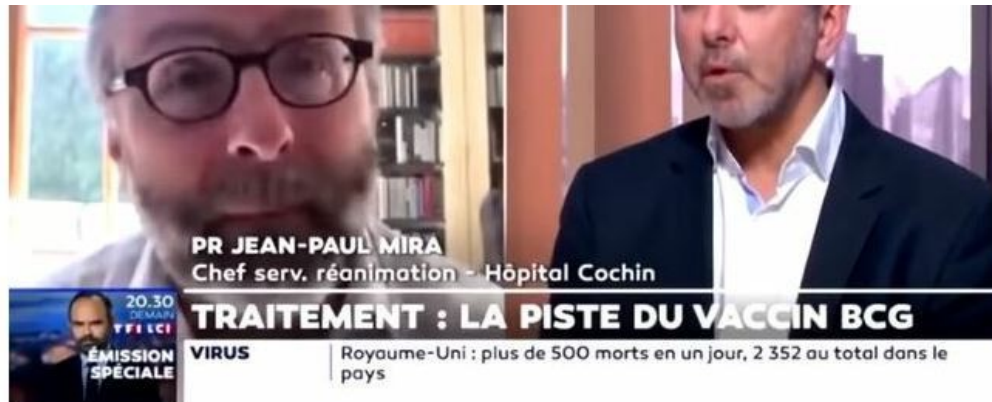 PR JEAN-PAUL MIRA
Chef serv. réanimation - Hôpital Cochin
TRAITEMENT : LA PISTE DU VACCIN BCG
20.30
DEMAIN
TF1 LCI
ÉMISSION
SPÉCIALE
VIRUS
Royaume-Uni : plus de 500 morts en un jour, 2 352 au total dans le
pays